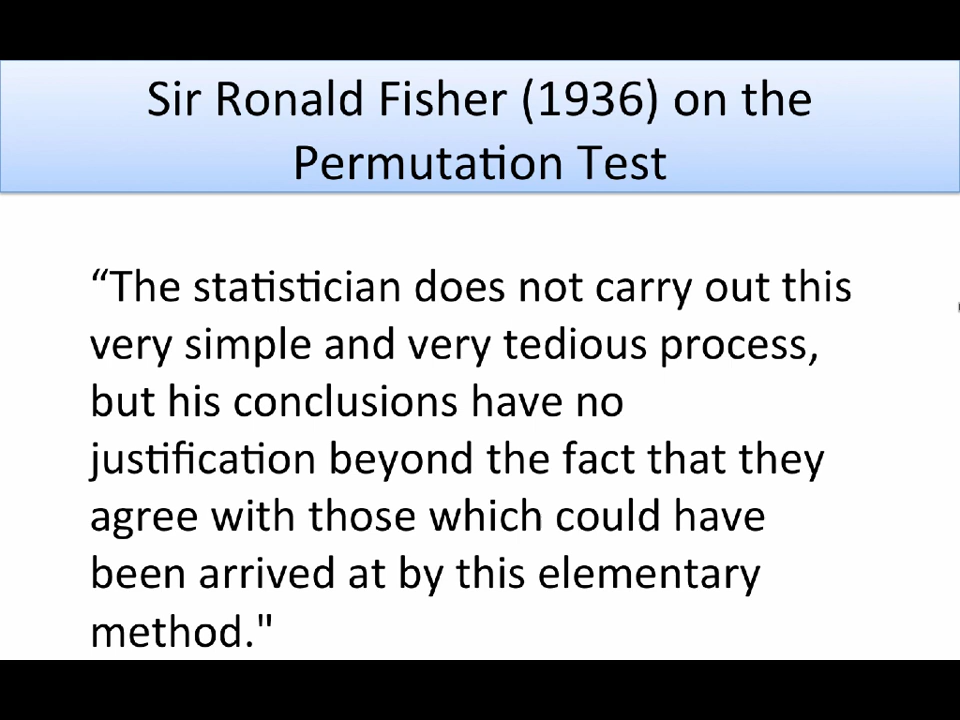 Sir Ronald Fisher (1936) on the
Permutation Test
“The statistician does not carry out this
very simple and very tedious process,
but his conclusions have no
justification beyond the fact that they
agree with those which could have
been arrived at by this elementary
method."